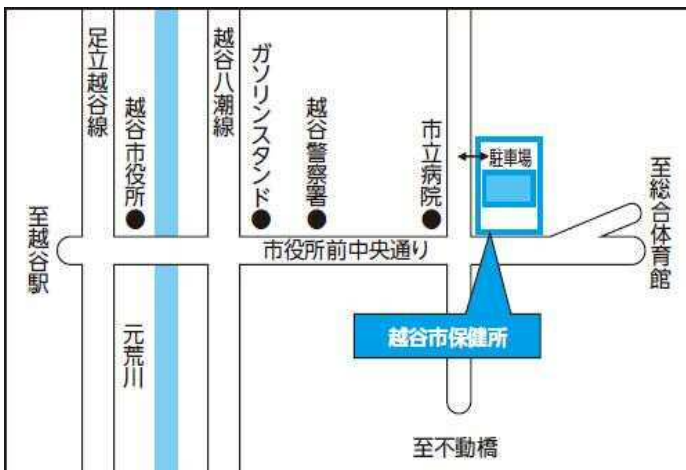 足立越谷線
越谷市役所
越谷八潮線
ガソリンスタンド
越谷警察署
市立病院
駐車場
至総合体育館
至越谷駅
市役所前中央通り
元荒川
越谷市保健所
至不動橋